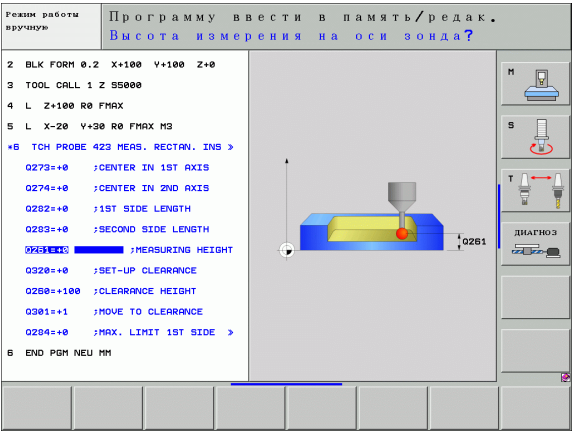 Режим работы
вручную
Программу ввести в память/редак.
Высота измерения на оси зонда?
2 BLK FORM 0.2 X+100 Y+100 Z+0
3 TOOL CALL 1 Z S5000
4 L Z+100 R0 FMAX
5 L X-20 Y+30 R0 FMAX M3
*6 TCH PROBE 423 MEAS. RECTAN. INS »
Q273=+0 ;CENTER IN 1ST AXIS
Q274=+0 ;CENTER IN 2ND AXIS
Q282=+0 ;1ST SIDE LENGTH
Q283=+0 ;SECOND SIDE LENGTH
Q261=+0 ;MEASURING HEIGHT
Q320=+0 ;SET-UP CLEARANCE
Q260=+100 ;CLEARANCE HEIGHT
Q301=+1 ;MOVE TO CLEARANCE
Q284=+0 ;MAX. LIMIT 1ST SIDE »
6 END PGM NEU MM
Q261
M
S
T
ДИАГНОЗ